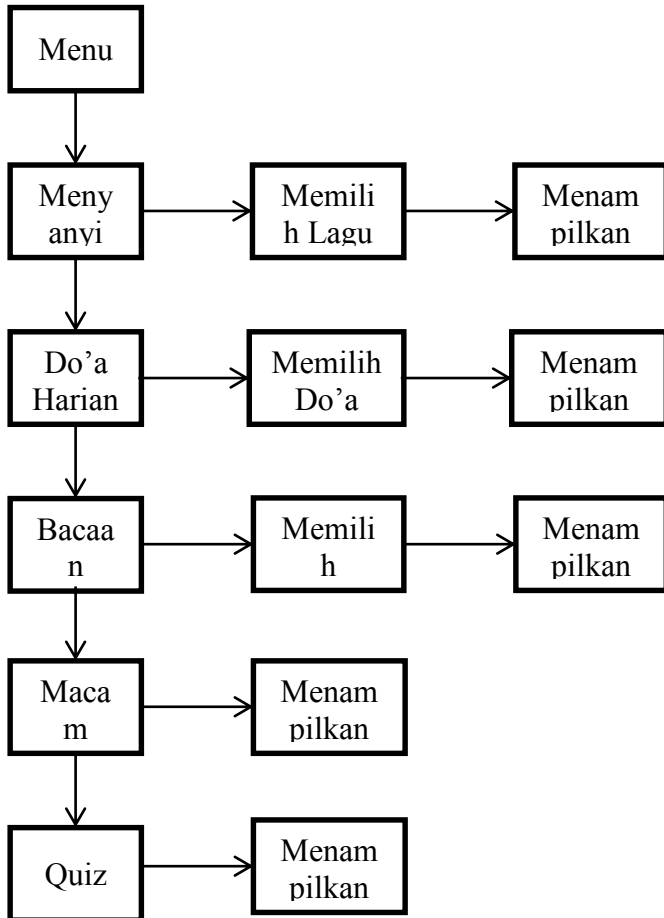 Menu
Meny
anyi
Memili
h Lagu
Menam
pilkan
Do’a
Harian
Memilih
Do’a
Menam
pilkan
Bacaa
n
Memili
h
Menam
pilkan
Maca
m
Menam
pilkan
Quiz
Menam
pilkan